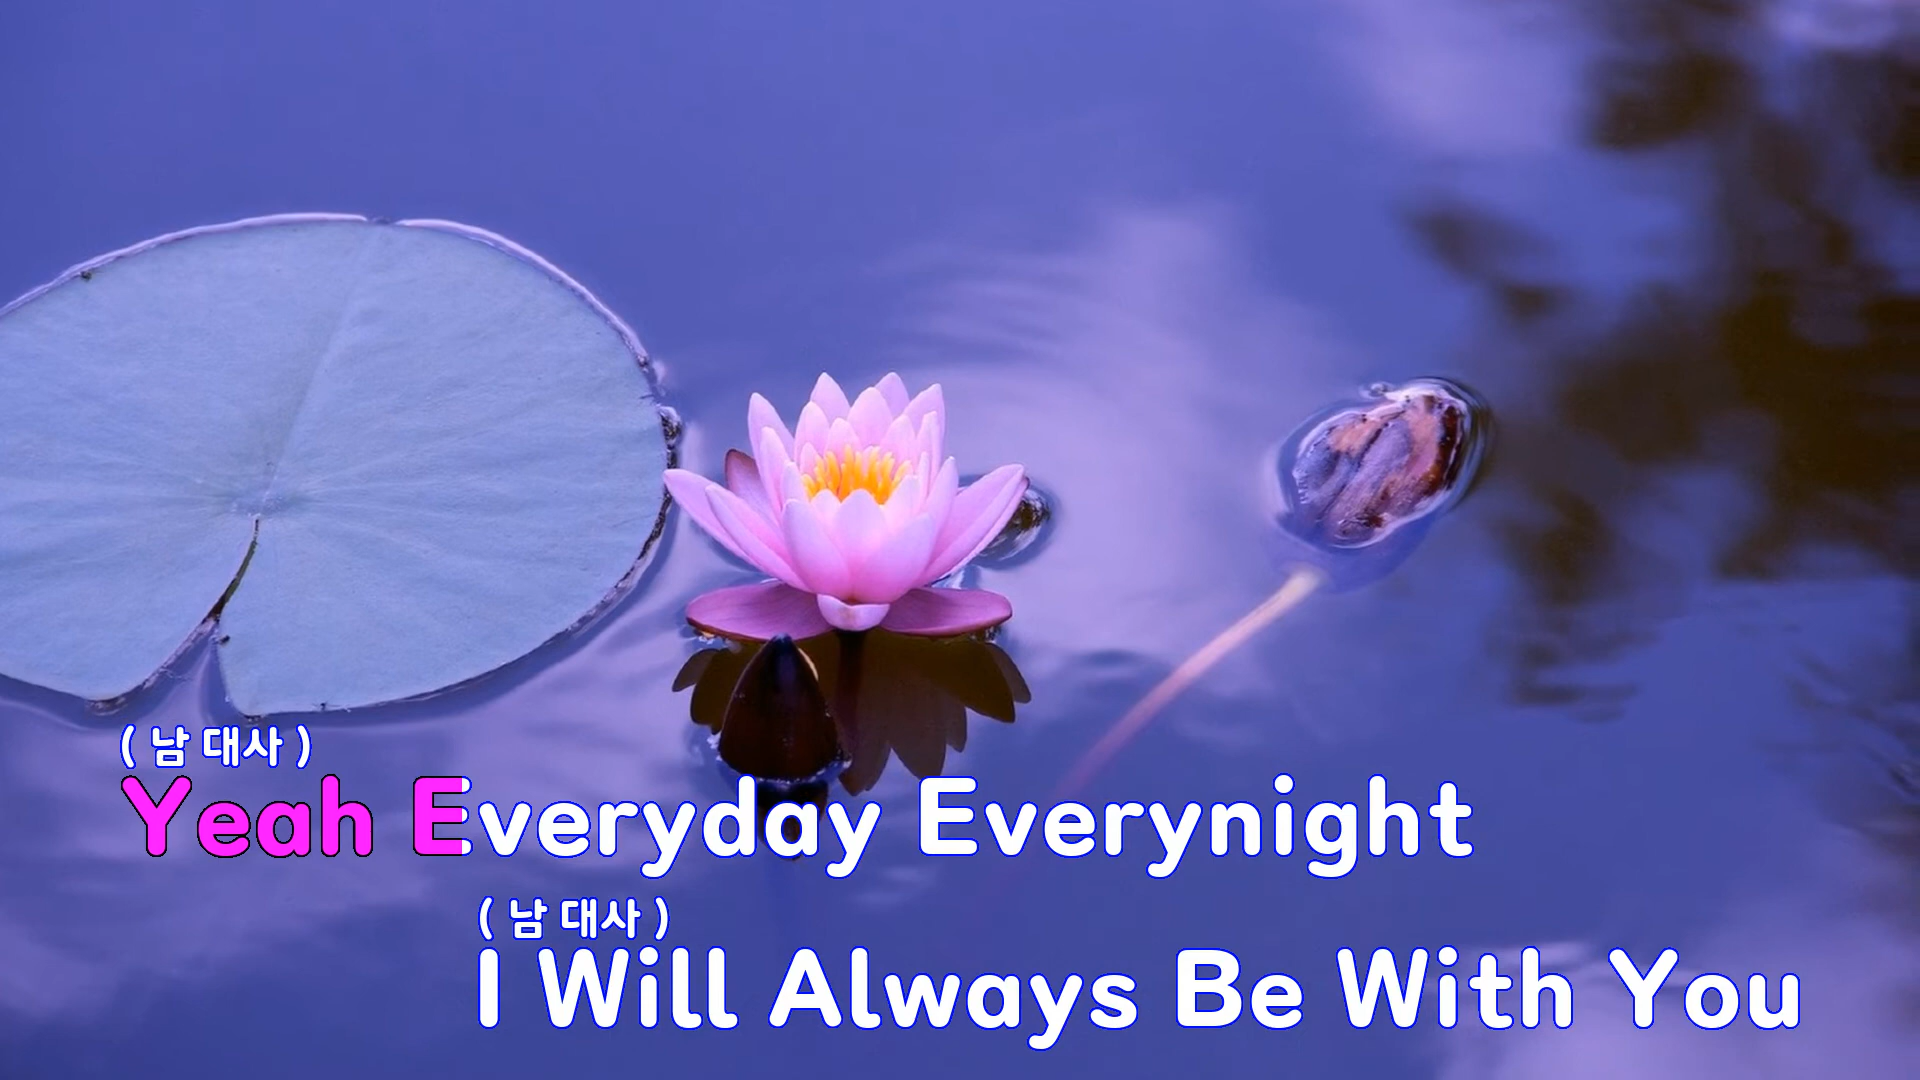 ( 남 대사 )
Yeah Everyday Everynight
( 남 대사 )
I Will Always Be With You